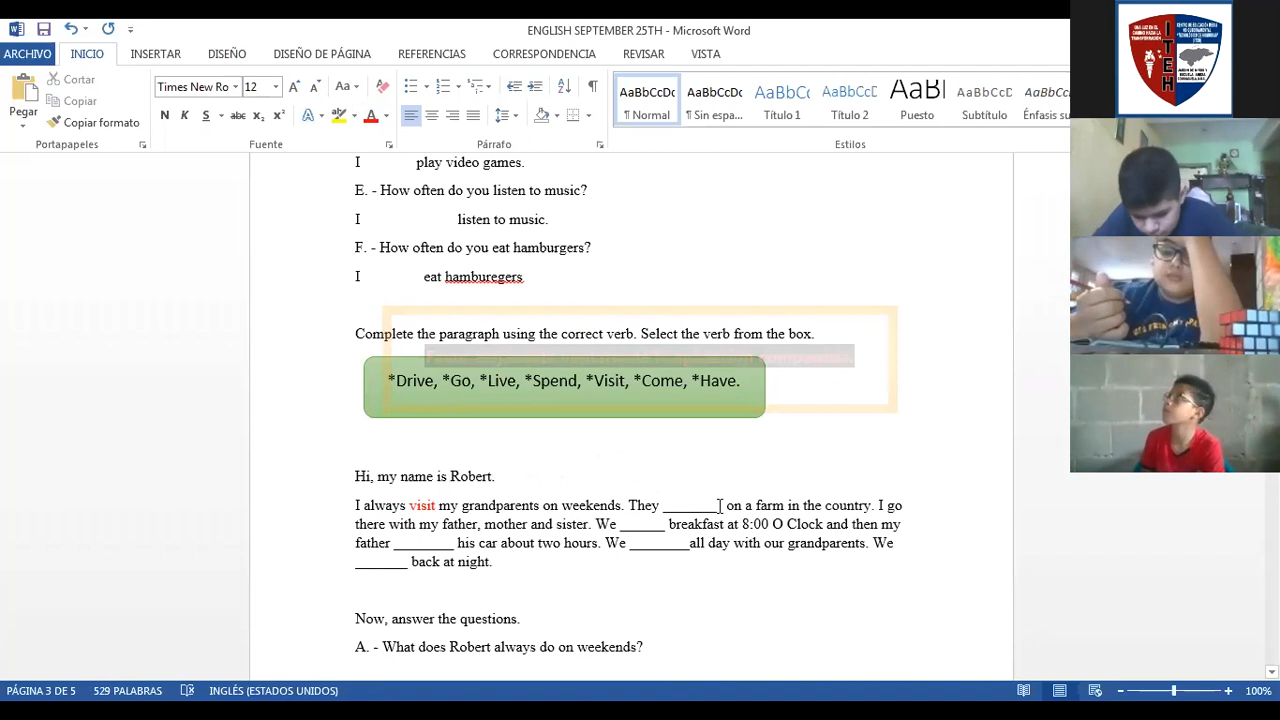 ENGLISH SEPTEMBER 25TH - Microsoft Word
ARCHIVO INICIO INSERTAR DISEÑO DISEÑO DE PÁGINA REFERENCIAS CORRESPONDENCIA REVISAR VISTA
Cortar
Copiar
Copiar formato
Pegar
Times New Ro 12
N K S abc x₂ x²
AaBbCcDc AaBbCcDc AaBbCc AaBbCcD AaBl AaBbCcD AaBbCcDc
¶ Normal ¶ Sin espa... Título 1 Título 2 Puesto Subtítulo Énfasis su
Portapapeles Fuente Párrafo Estilos
I play video games.
E. - How often do you listen to music?
I listen to music.
F. - How often do you eat hamburgers?
I eat hamburegers
Complete the paragraph using the correct verb. Select the verb from the box.
*Drive, *Go, *Live, *Spend, *Visit, *Come, *Have.
Hi, my name is Robert.
I always visit my grandparents on weekends. They _______ on a farm in the country. I go
there with my father, mother and sister. We ______ breakfast at 8:00 O Clock and then my
father ________ his car about two hours. We ________all day with our grandparents. We
_______ back at night.
Now, answer the questions.
A. - What does Robert always do on weekends?
PÁGINA 3 DE 5 529 PALABRAS INGLÉS (ESTADOS UNIDOS) 100%
ITEH